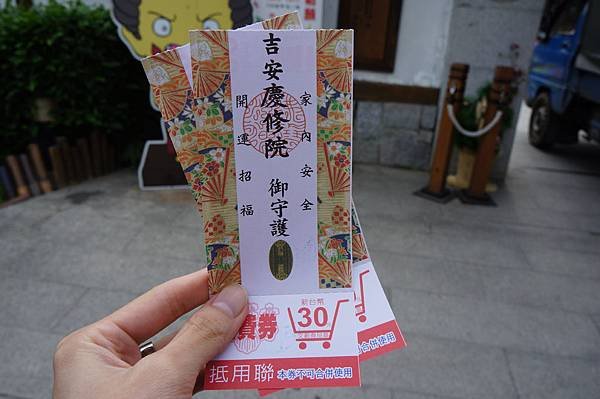 吉安慶修院 御守護
家內安全
開運招福
新台幣
30
抵用聯 本券不可合併使用